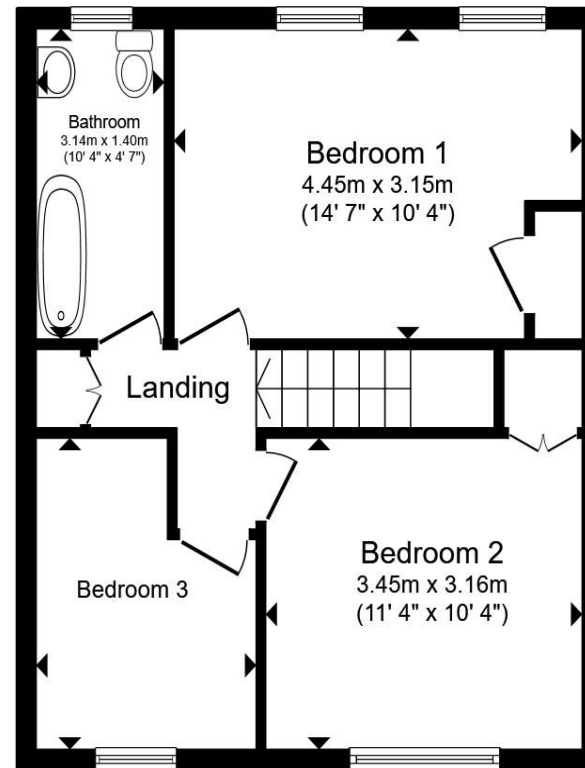 Bathroom
3.14m x 1.40m
(10' 4" x 4' 7")
Bedroom 1
4.45m x 3.15m
(14' 7" x 10' 4")
Landing
Bedroom 2
3.45m x 3.16m
(11' 4" x 10' 4")
Bedroom 3